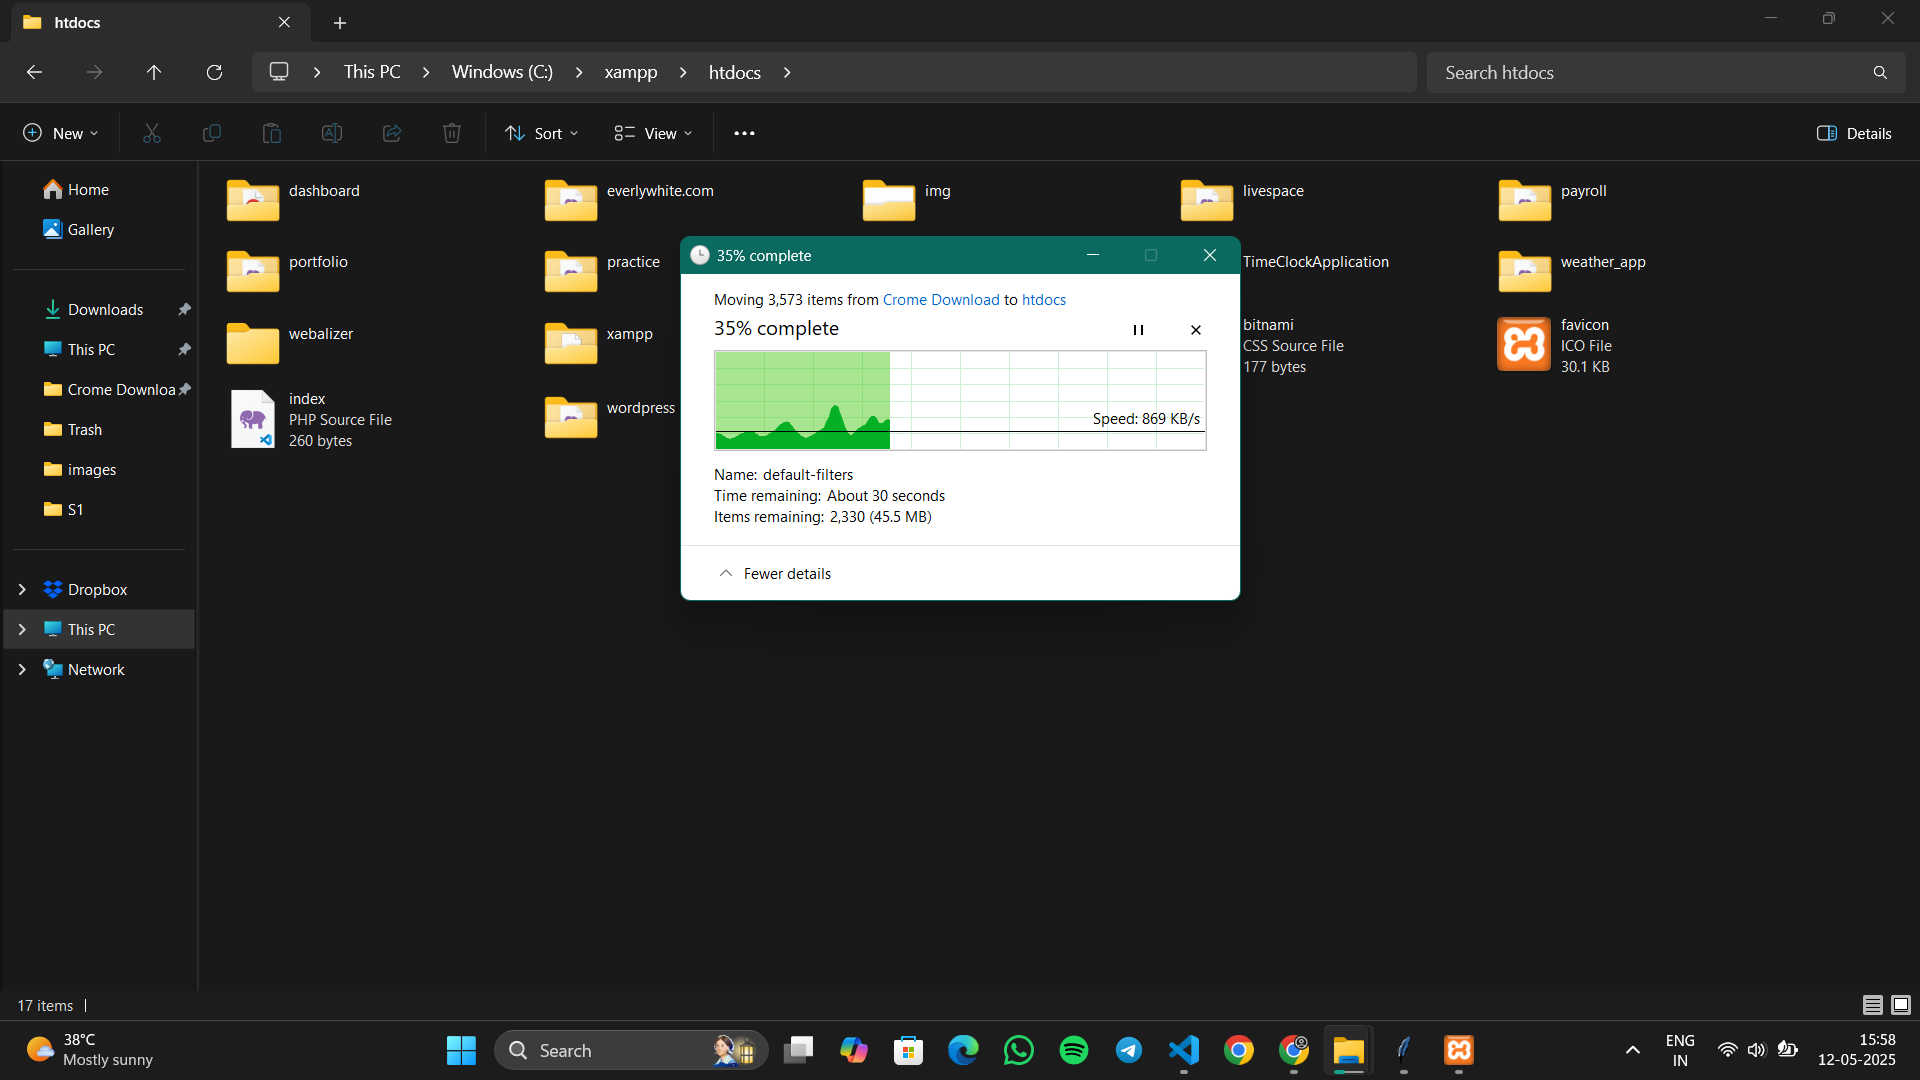 htdocs
This PC
Windows (C:)
xampp
htdocs
Search htdocs
New
Sort
View
Details
Home
Gallery
Downloads
This PC
Crome Downloa
Trash
images
S1
Dropbox
This PC
Network
dashboard
everlywhite.com
img
livespace
payroll
portfolio
practice
TimeClockApplication
weather_app
webalizer
xampp
bitnami
CSS Source File
177 bytes
favicon
ICO File
30.1 KB
index
PHP Source File
260 bytes
wordpress
35% complete
Moving 3,573 items from Crome Download to htdocs
35% complete
Speed: 869 KB/s
Name: default-filters
Time remaining: About 30 seconds
Items remaining: 2,330 (45.5 MB)
Fewer details
17 items
38°C
Mostly sunny
Search
ENG
IN
15:58
12-05-2025